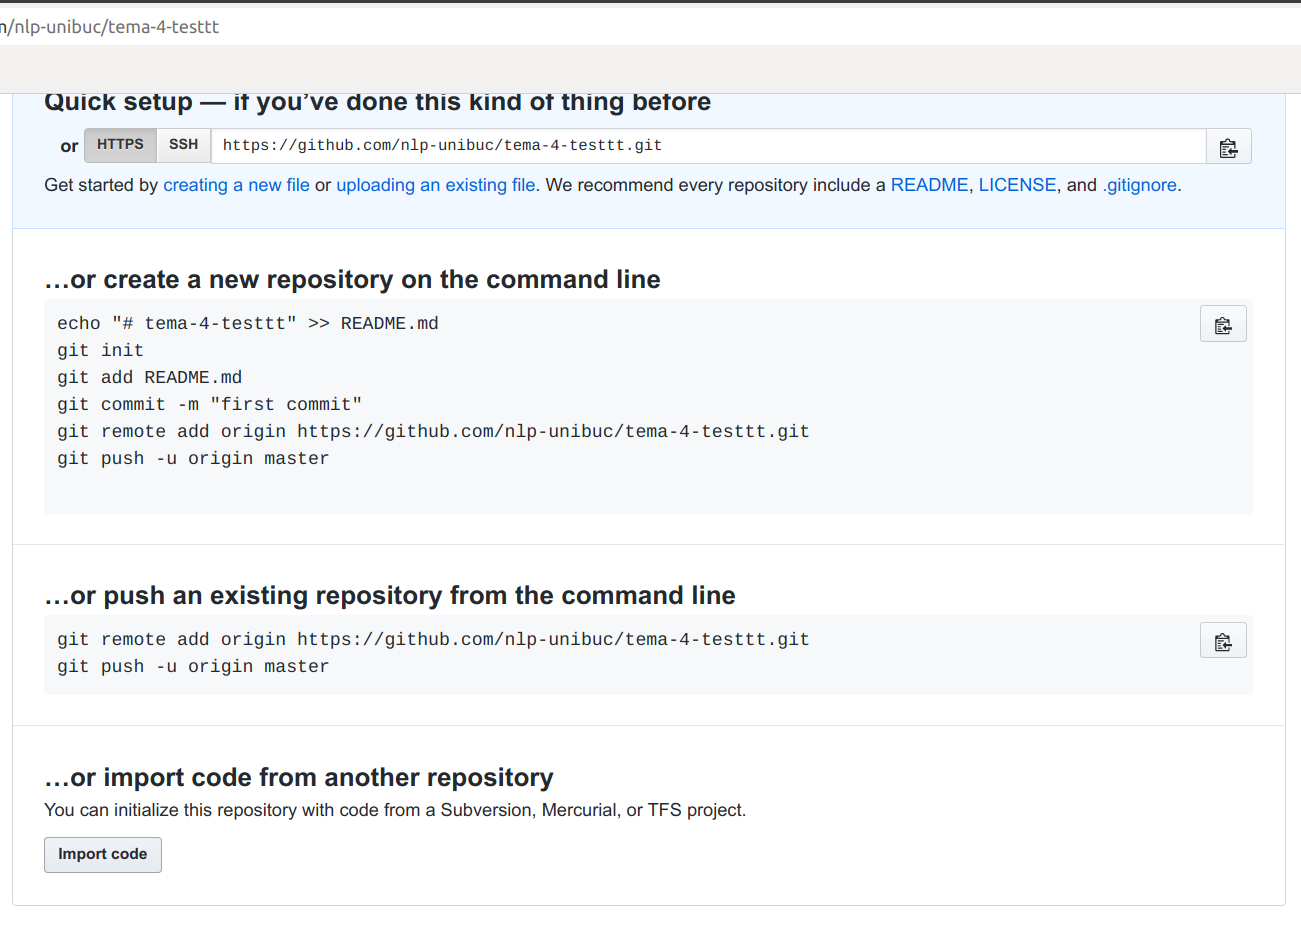 /nlp-unibuc/tema-4-testtt
Quick setup — if you’ve done this kind of thing before
or HTTPS SSH https://github.com/nlp-unibuc/tema-4-testtt.git
Get started by creating a new file or uploading an existing file. We recommend every repository include a README, LICENSE, and .gitignore.
…or create a new repository on the command line
echo "# tema-4-testtt" >> README.md
git init
git add README.md
git commit -m "first commit"
git remote add origin https://github.com/nlp-unibuc/tema-4-testtt.git
git push -u origin master
…or push an existing repository from the command line
git remote add origin https://github.com/nlp-unibuc/tema-4-testtt.git
git push -u origin master
…or import code from another repository
You can initialize this repository with code from a Subversion, Mercurial, or TFS project.
Import code